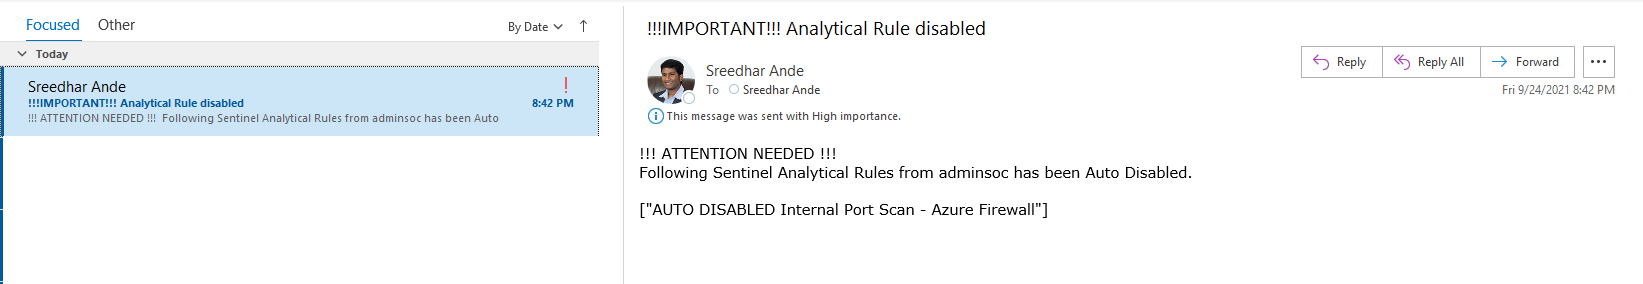 Focused Other
By Date
Today
Sreedhar Ande
!!!IMPORTANT!!! Analytical Rule disabled 8:42 PM
!!! ATTENTION NEEDED !!! Following Sentinel Analytical Rules from adminsoc has been Auto
!!!IMPORTANT!!! Analytical Rule disabled
Sreedhar Ande
To Sreedhar Ande
Reply Reply All Forward ...
Fri 9/24/2021 8:42 PM
This message was sent with High importance.
!!! ATTENTION NEEDED !!!
Following Sentinel Analytical Rules from adminsoc has been Auto Disabled.
["AUTO DISABLED Internal Port Scan - Azure Firewall"]